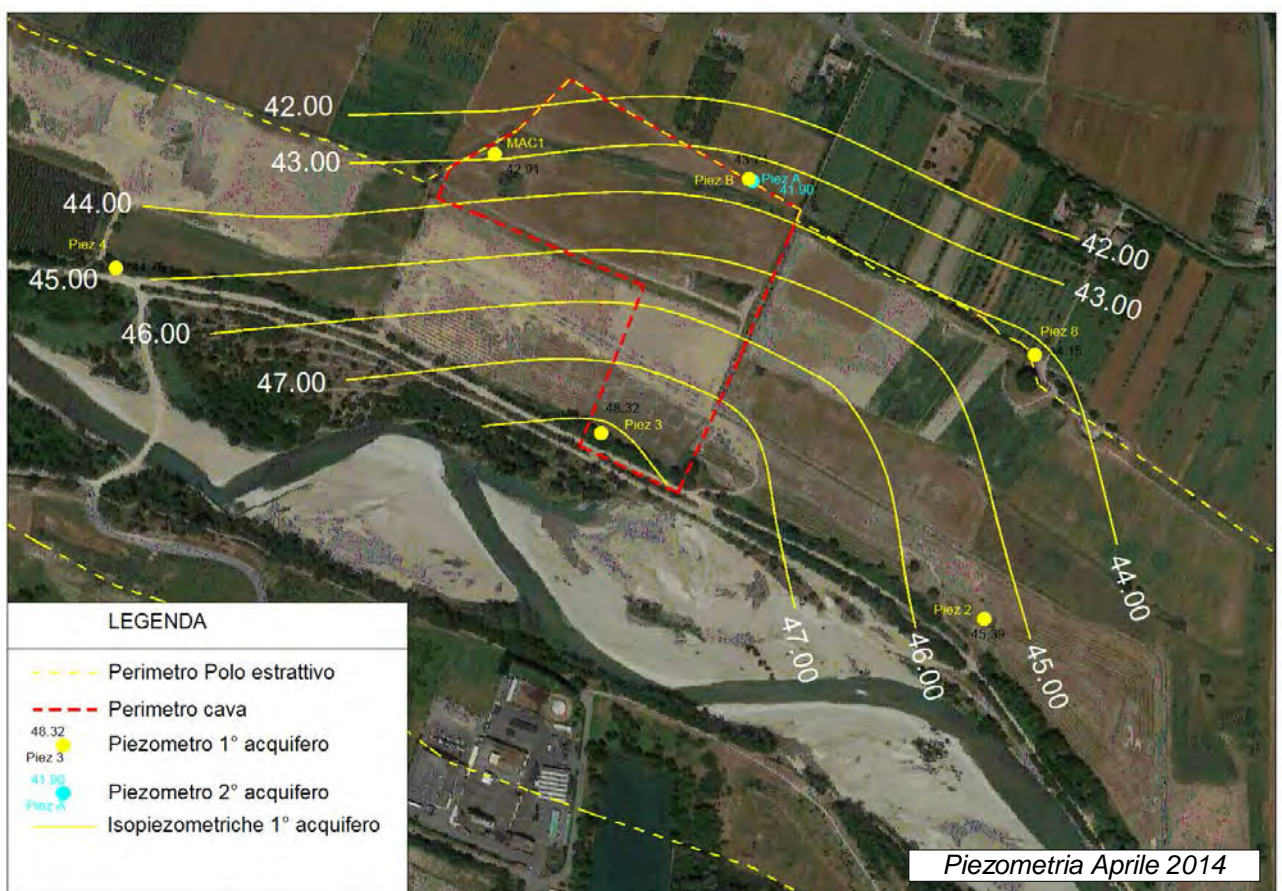 42.00
43.00
MAC1
42.91
Piez B
Piez A
41.90
44.00
Piez 4
45.00
42.00
43.00
46.00
Piez 8
47.00
48.32
Piez 3
44.00
Piez 2
45.39
47.00
46.00
45.00
LEGENDA
Perimetro Polo estrattivo
Perimetro cava
48.32
Piez 3
Piezometro 1° acquifero
41.90
Piez A
Piezometro 2° acquifero
Isopiezometriche 1° acquifero
Piezometria Aprile 2014